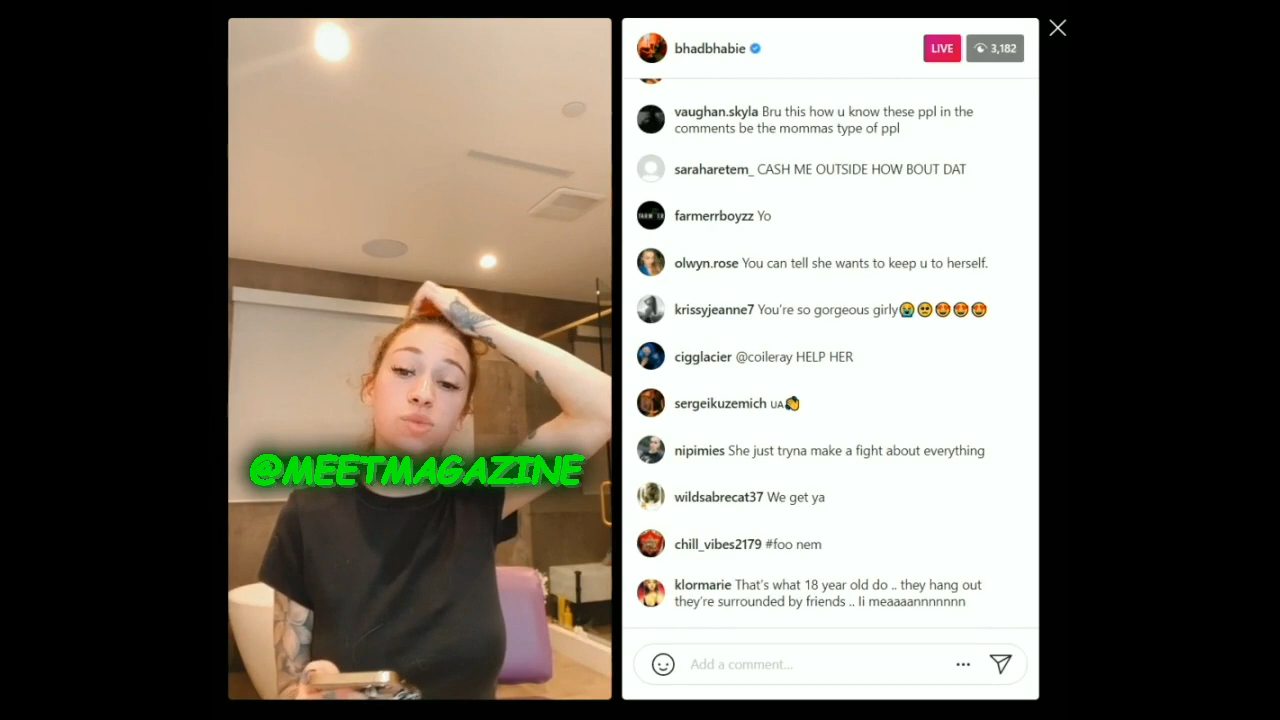 @MEETMAGAZINE
bhadbhabie
LIVE
3,182
vaughan.skyla Bru this how u know these ppl in the
comments be the mommas type of ppl
saraharetem_ CASH ME OUTSIDE HOW BOUT DAT
farmerrboyzz Yo
olwyn.rose You can tell she wants to keep u to herself.
krissyjeanne7 You're so gorgeous girly😭🥺😍😍😍
cigglacier @coileray HELP HER
sergeikuzemich UA👏
nipimies She just tryna make a fight about everything
wildsabrecat37 We get ya
chill_vibes2179 #foo nem
klormarie That's what 18 year old do .. they hang out
they're surrounded by friends .. Ii meaaaannnnnnn
Add a comment...